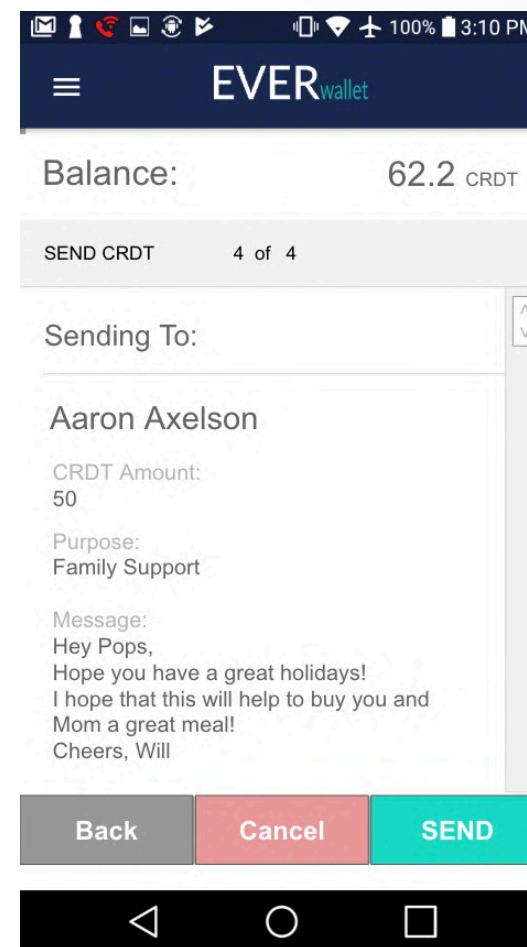 100% 3:10 PM
EVERwallet
Balance: 62.2 CRDT
SEND CRDT 4 of 4
Sending To:
Aaron Axelson
CRDT Amount:
50
Purpose:
Family Support
Message:
Hey Pops,
Hope you have a great holidays!
I hope that this will help to buy you and
Mom a great meal!
Cheers, Will
Back Cancel SEND